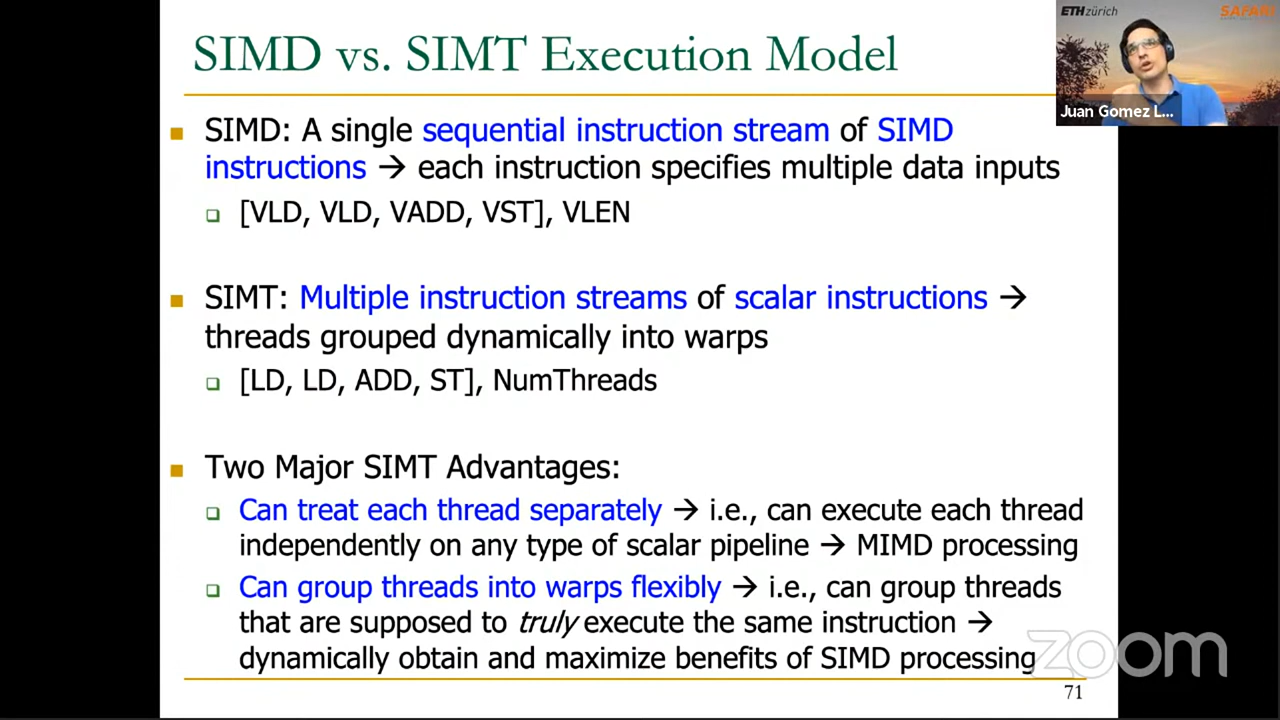 SIMD vs. SIMT Execution Model
ETHzürich
SAFARI
Juan Gomez L...
SIMD: A single sequential instruction stream of SIMD
instructions → each instruction specifies multiple data inputs
[VLD, VLD, VADD, VST], VLEN
SIMT: Multiple instruction streams of scalar instructions →
threads grouped dynamically into warps
[LD, LD, ADD, ST], NumThreads
Two Major SIMT Advantages:
Can treat each thread separately → i.e., can execute each thread
independently on any type of scalar pipeline → MIMD processing
Can group threads into warps flexibly → i.e., can group threads
that are supposed to truly execute the same instruction →
dynamically obtain and maximize benefits of SIMD processing
zoom
71